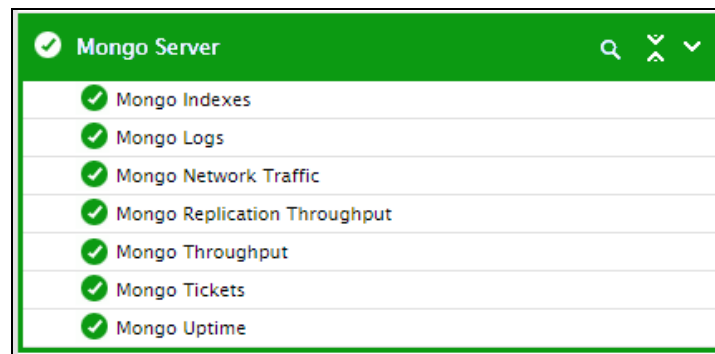 Mongo Server
Mongo Indexes
Mongo Logs
Mongo Network Traffic
Mongo Replication Throughput
Mongo Throughput
Mongo Tickets
Mongo Uptime